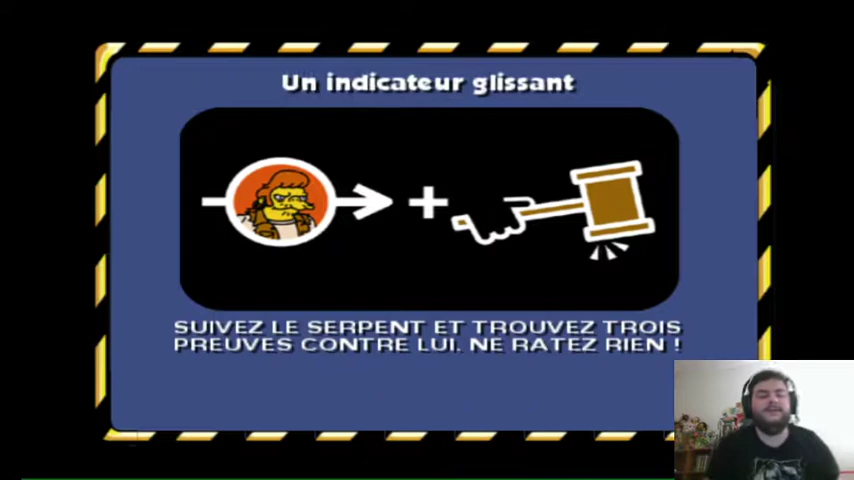 Un indicateur glissant
SUIVEZ LE SERPENT ET TROUVEZ TROIS
PREUVES CONTRE LUI. NE RATEZ RIEN !